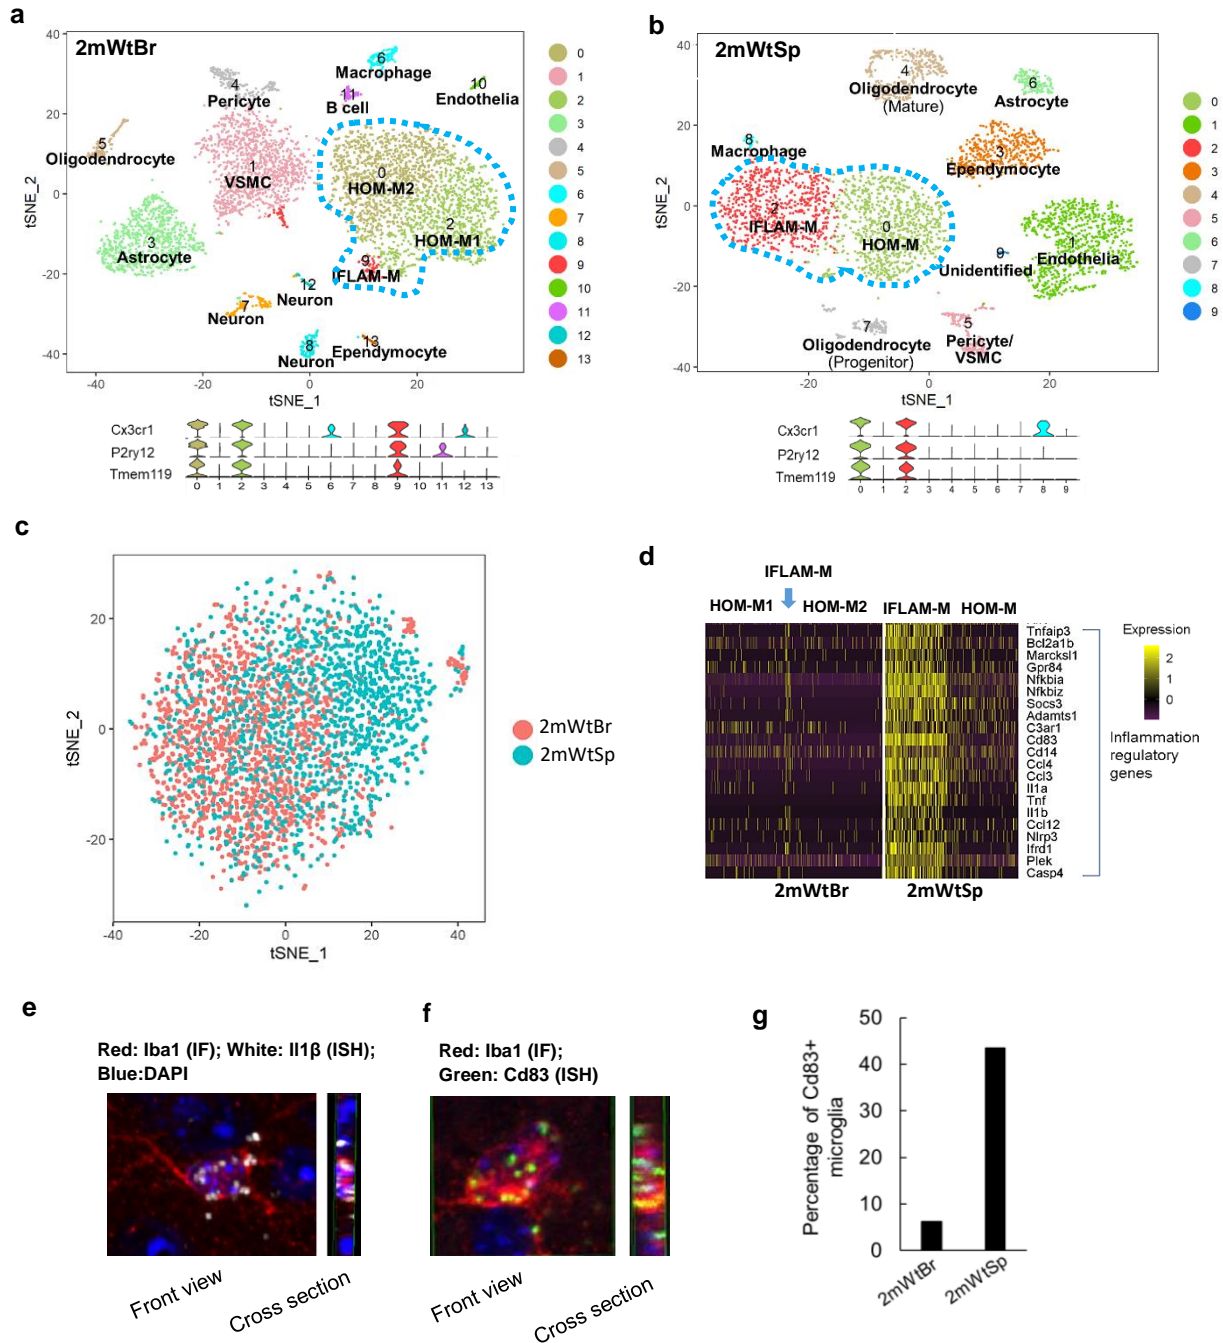 a
2mWtBr
40
20
0
-20
-40
tSNE_2
-40
-20
0
20
tSNE_1
6
Macrophage
4
Pericyte
11
B cell
10
Endothelia
5
Oligodendrocyte
1
VSMC
0
HOM-M2
2
HOM-M1
3
Astrocyte
9
IFLAM-M
12
Neuron
7
Neuron
8
Neuron
13
Ependymocyte
0
1
2
3
4
5
6
7
8
9
10
11
12
13
Cx3cr1
P2ry12
Tmem119
0 1 2 3 4 5 6 7 8 9 10 11 12 13
b
2mWtSp
40
20
0
-20
-40
tSNE_2
-20
0
20
tSNE_1
4
Oligodendrocyte
(Mature)
6
Astrocyte
8
Macrophage
3
Ependymocyte
2
IFLAM-M
0
HOM-M
1
Endothelia
9
Unidentified
7
Oligodendrocyte
(Progenitor)
5
Pericyte/
VSMC
0
1
2
3
4
5
6
7
8
9
Cx3cr1
P2ry12
Tmem119
0 1 2 3 4 5 6 7 8 9
c
20
0
-20
tSNE_2
-40
-20
0
20
40
tSNE_1
2mWtBr
2mWtSp
d
IFLAM-M
HOM-M1
HOM-M2
IFLAM-M
HOM-M
Tnfaip3
Bcl2a1b
Marcksl1
Gpr84
Nfkbia
Nfkbiz
Socs3
Adamts1
C3ar1
Cd83
Cd14
Ccl4
Ccl3
Il1a
Tnf
Il1b
Ccl12
Nlrp3
Ifrd1
Plek
Casp4
2mWtBr
2mWtSp
Expression
2
1
0
Inflammation
regulatory
genes
e
Red: Iba1 (IF); White: Il1β (ISH);
Blue:DAPI
Front view
Cross section
f
Red: Iba1 (IF);
Green: Cd83 (ISH)
Front view
Cross section
g
Percentage of Cd83+
microglia
50
40
30
20
10
0
2mWtBr
2mWtSp